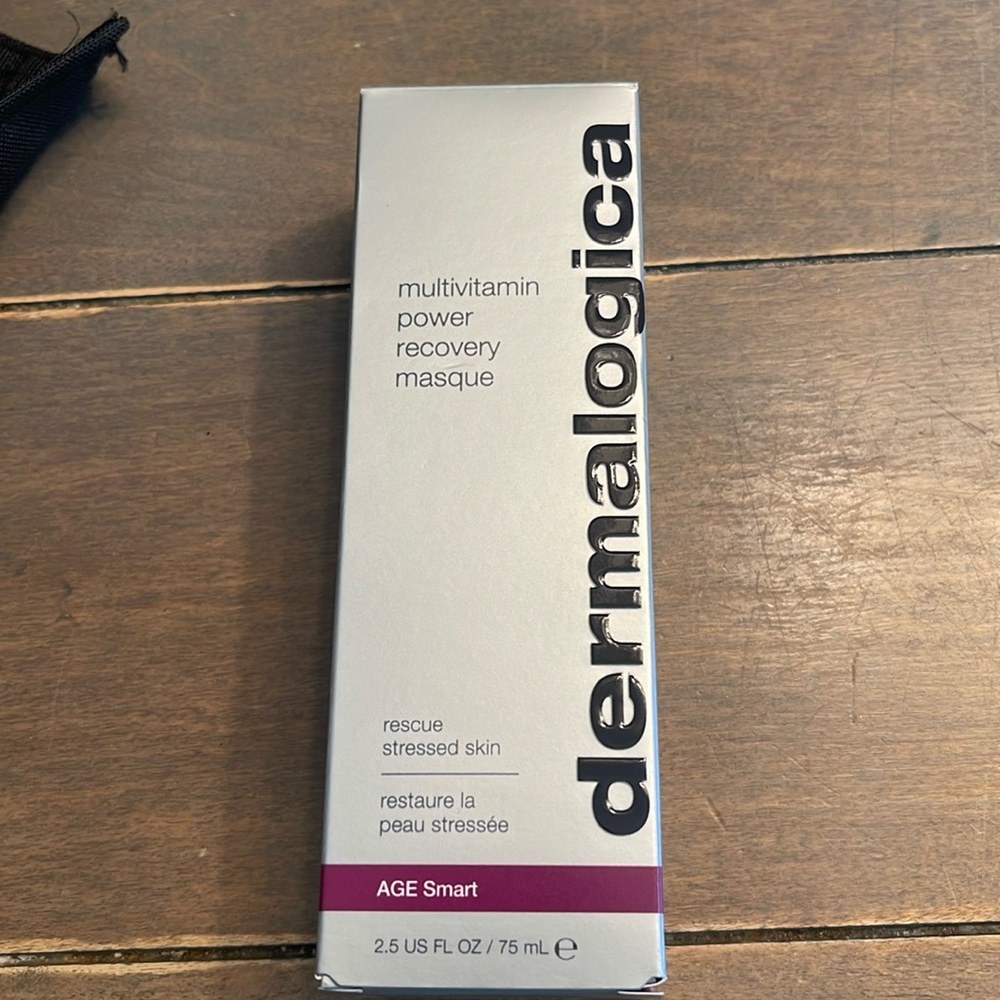 dermalogica
multivitamin
power
recovery
masque
rescue
stressed skin
restaure la
peau stressée
AGE Smart
2.5 US FL OZ / 75 mL ℮